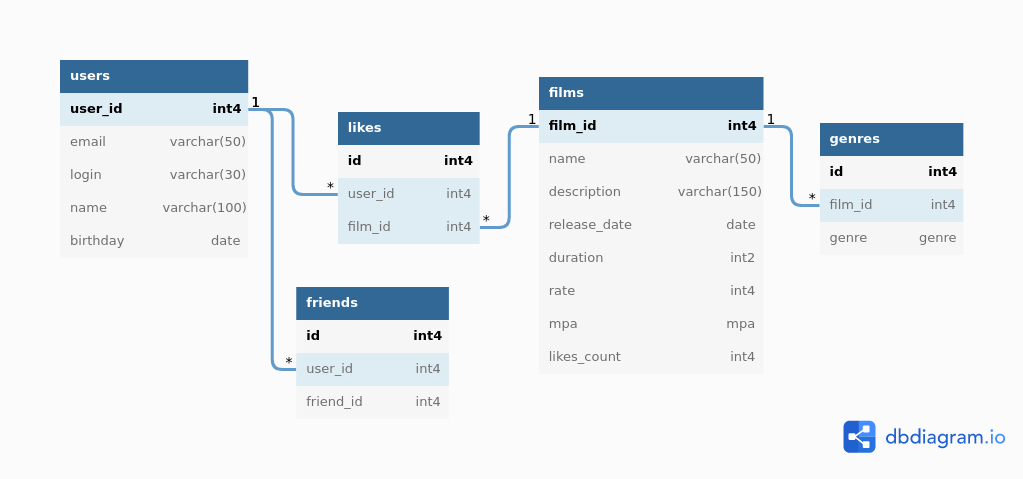 users
user_id int4
email varchar(50)
login varchar(30)
name varchar(100)
birthday date
1
*
*
likes
id int4
user_id int4
film_id int4
*
friends
id int4
user_id int4
friend_id int4
1
films
film_id int4
name varchar(50)
description varchar(150)
release_date date
duration int2
rate int4
mpa mpa
likes_count int4
1
*
genres
id int4
film_id int4
genre genre
dbdiagram.io